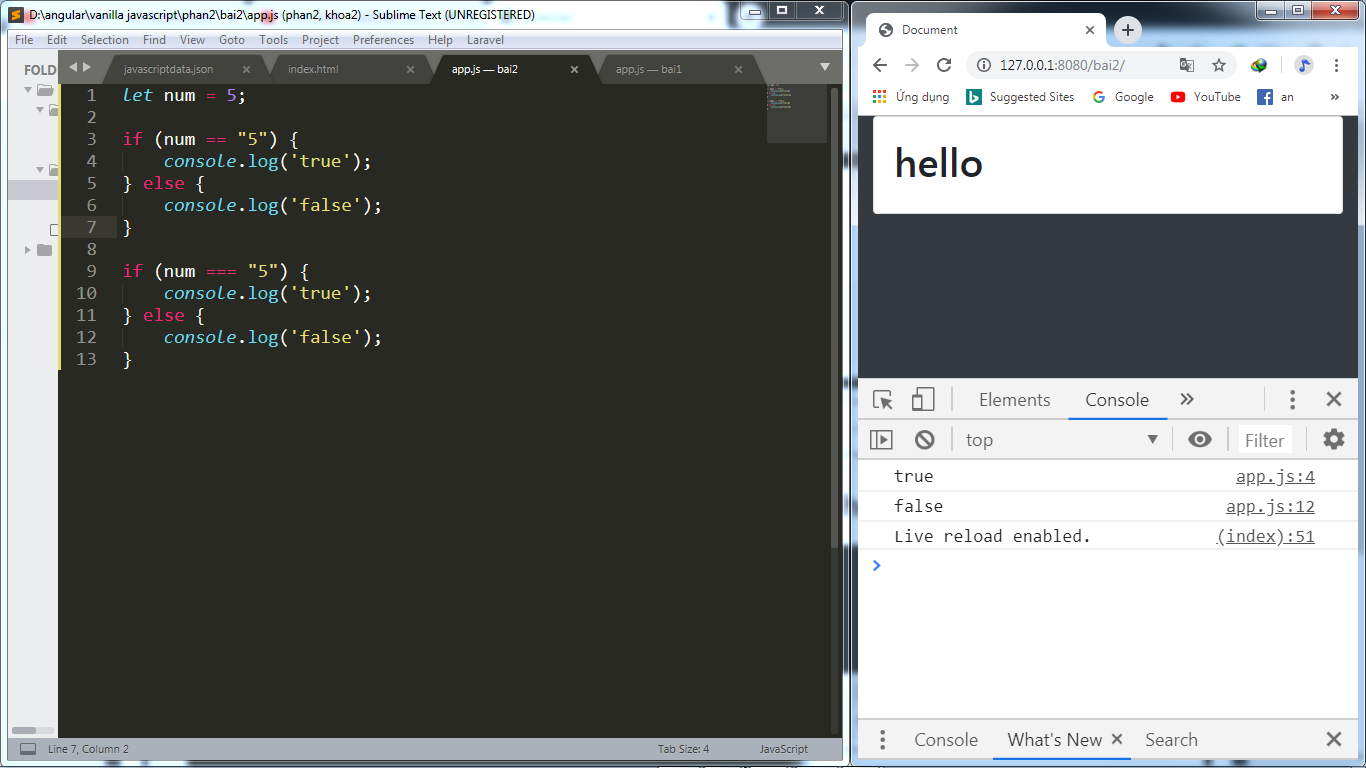 D:\angular\vanilla javascript\phan2\bai2\app.js (phan2, khoa2) - Sublime Text (UNREGISTERED)
File Edit Selection Find View Goto Tools Project Preferences Help Laravel
FOLD
javascriptdata.json × index.html × app.js — bai2 × app.js — bai1 ×
1 let num = 5;
2
3 if (num == "5") {
4 console.log('true');
5 } else {
6 console.log('false');
7 }
8
9 if (num === "5") {
10 console.log('true');
11 } else {
12 console.log('false');
13 }
Line 7, Column 2 Tab Size: 4 JavaScript
Document
127.0.0.1:8080/bai2/
Ứng dụng Suggested Sites Google YouTube an »
hello
Elements Console »
top Filter
true app.js:4
false app.js:12
Live reload enabled. (index):51
>
Console What's New × Search